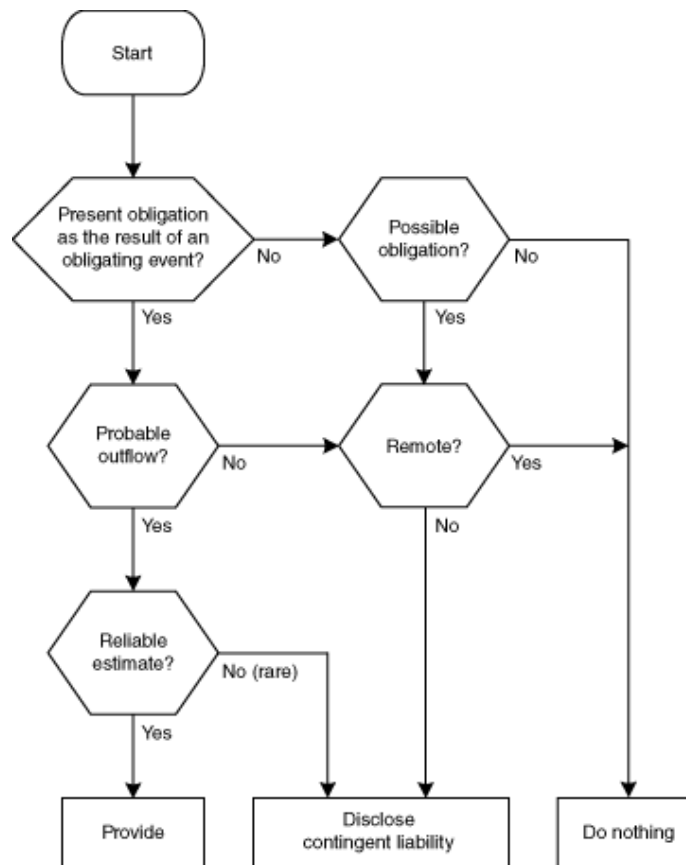 Start
Present obligation
as the result of an
obligating event?
No
Possible
obligation?
No
Yes
Yes
Probable
outflow?
No
Remote?
Yes
Yes
No
Reliable
estimate?
No (rare)
Yes
Provide
Disclose
contingent liability
Do nothing